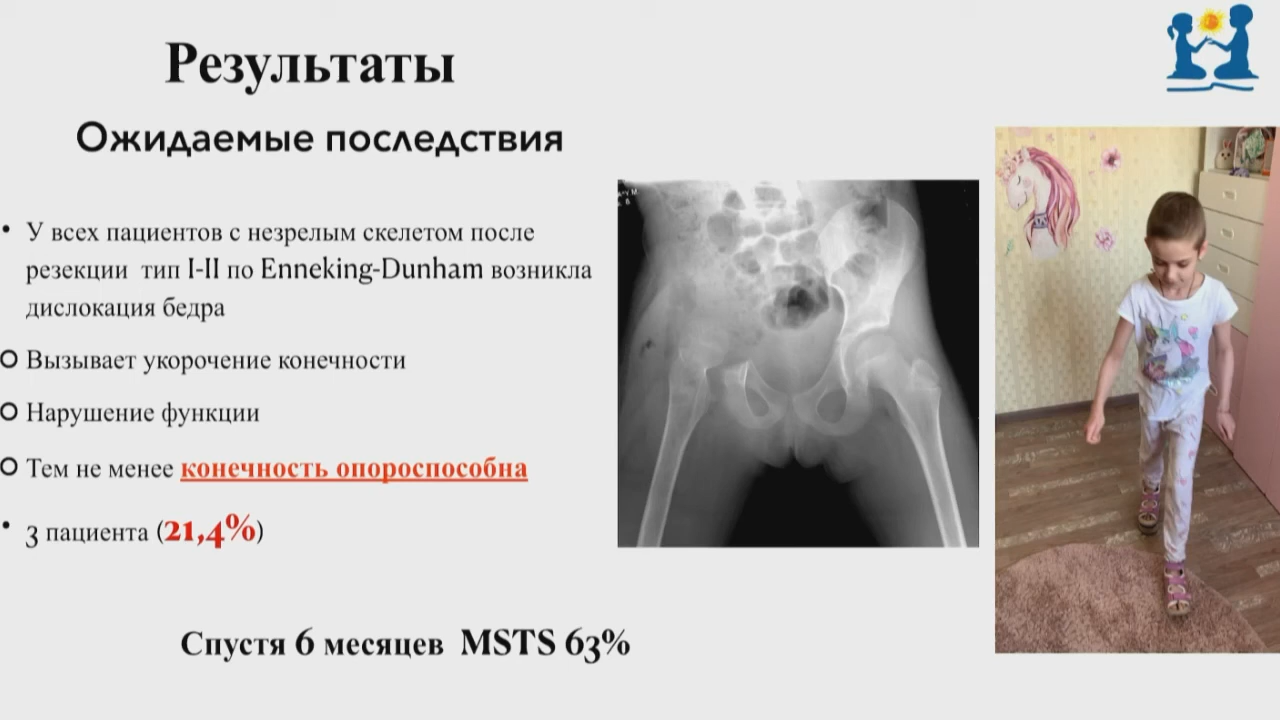 Результаты
Ожидаемые последствия
• У всех пациентов с незрелым скелетом после
резекции тип I-II по Enneking-Dunham возникла
дислокация бедра
Вызывает укорочение конечности
Нарушение функции
Тем не менее конечность опороспособна
• 3 пациента (21,4%)
Спустя 6 месяцев MSTS 63%